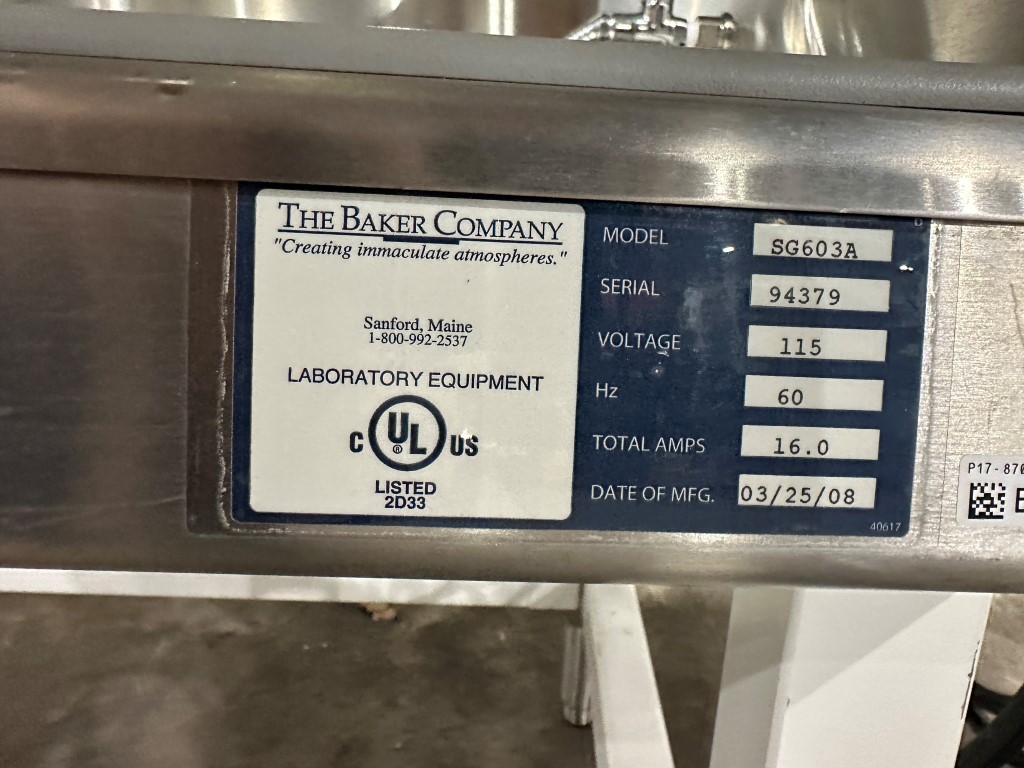 THE BAKER COMPANY
"Creating immaculate atmospheres."
Sanford, Maine
1-800-992-2537
LABORATORY EQUIPMENT
C UL ® US
LISTED
2D33
MODEL SG603A
SERIAL 94379
VOLTAGE 115
Hz 60
TOTAL AMPS 16.0
DATE OF MFG. 03/25/08
40617